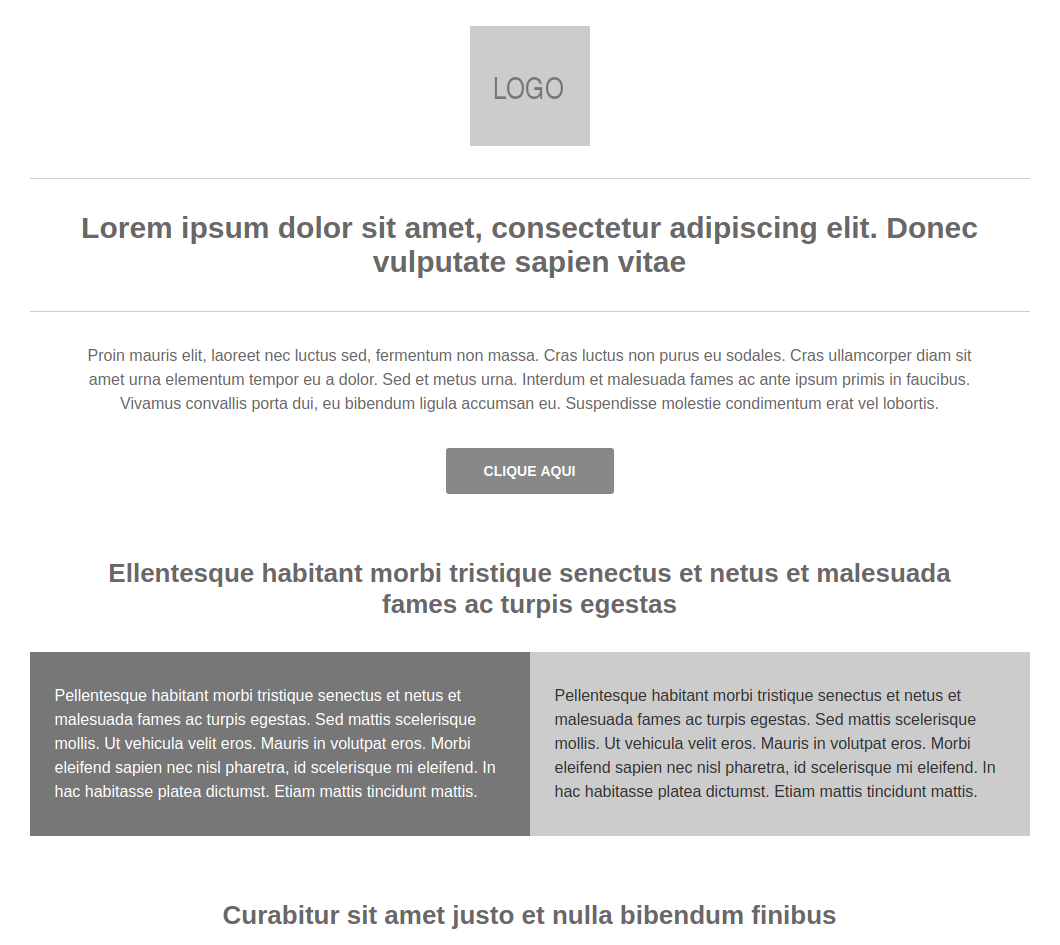 LOGO
Lorem ipsum dolor sit amet, consectetur adipiscing elit. Donec
vulputate sapien vitae
Proin mauris elit, laoreet nec luctus sed, fermentum non massa. Cras luctus non purus eu sodales. Cras ullamcorper diam sit
amet urna elementum tempor eu a dolor. Sed et metus urna. Interdum et malesuada fames ac ante ipsum primis in faucibus.
Vivamus convallis porta dui, eu bibendum ligula accumsan eu. Suspendisse molestie condimentum erat vel lobortis.
CLIQUE AQUI
Ellentesque habitant morbi tristique senectus et netus et malesuada
fames ac turpis egestas
Pellentesque habitant morbi tristique senectus et netus et
malesuada fames ac turpis egestas. Sed mattis scelerisque
mollis. Ut vehicula velit eros. Mauris in volutpat eros. Morbi
eleifend sapien nec nisl pharetra, id scelerisque mi eleifend. In
hac habitasse platea dictumst. Etiam mattis tincidunt mattis.
Pellentesque habitant morbi tristique senectus et netus et
malesuada fames ac turpis egestas. Sed mattis scelerisque
mollis. Ut vehicula velit eros. Mauris in volutpat eros. Morbi
eleifend sapien nec nisl pharetra, id scelerisque mi eleifend. In
hac habitasse platea dictumst. Etiam mattis tincidunt mattis.
Curabitur sit amet justo et nulla bibendum finibus